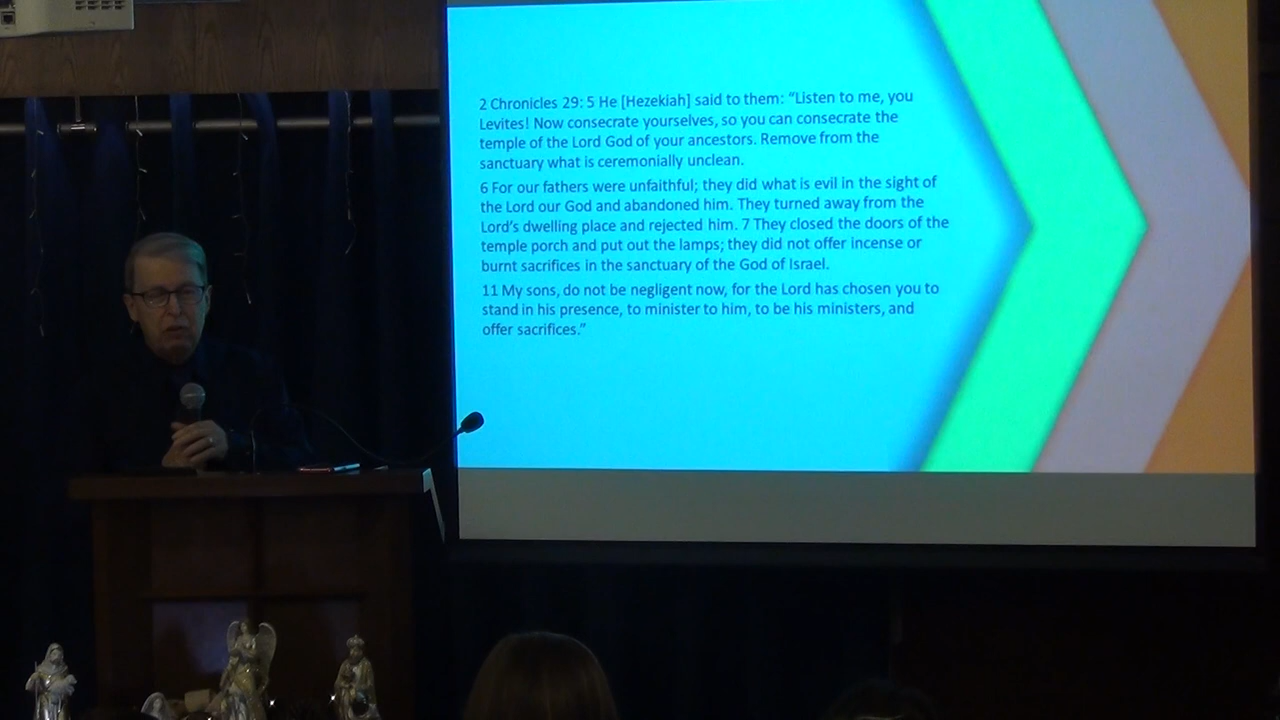 2 Chronicles 29: 5 He [Hezekiah] said to them: “Listen to me, you
Levites! Now consecrate yourselves, so you can consecrate the
temple of the Lord God of your ancestors. Remove from the
sanctuary what is ceremonially unclean.
6 For our fathers were unfaithful; they did what is evil in the sight of
the Lord our God and abandoned him. They turned away from the
Lord’s dwelling place and rejected him. 7 They closed the doors of the
temple porch and put out the lamps; they did not offer incense or
burnt sacrifices in the sanctuary of the God of Israel.
11 My sons, do not be negligent now, for the Lord has chosen you to
stand in his presence, to minister to him, to be his ministers, and
offer sacrifices.”